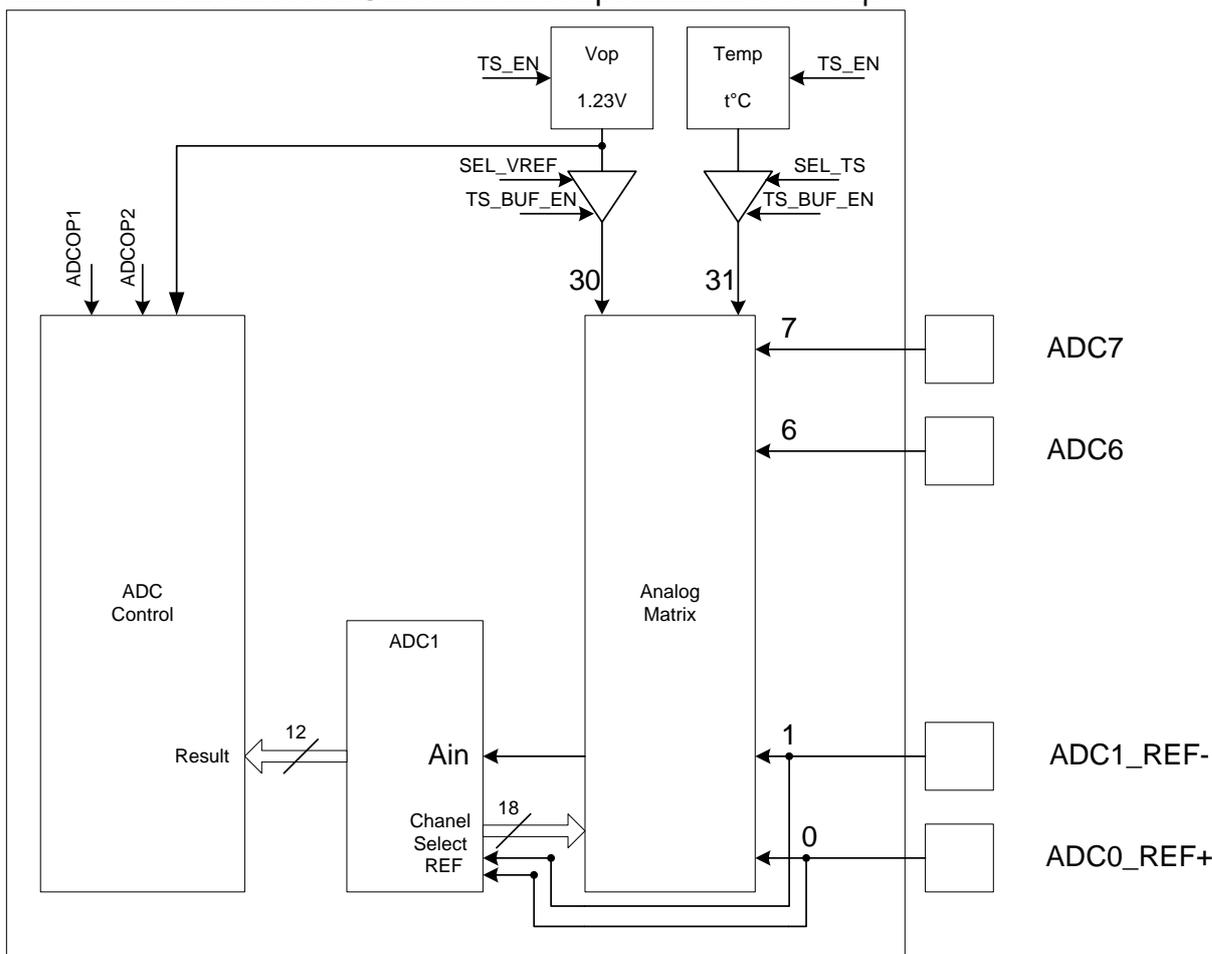 Vop
Temp
TS_EN
TS_EN
1.23V
t°C
SEL_VREF
SEL_TS
TS_BUF_EN
TS_BUF_EN
ADCOP1
ADCOP2
30
31
7
ADC7
6
ADC6
ADC
Control
Analog
Matrix
ADC1
12
1
Result
Ain
ADC1_REF-
18
Chanel
Select
REF
0
ADC0_REF+